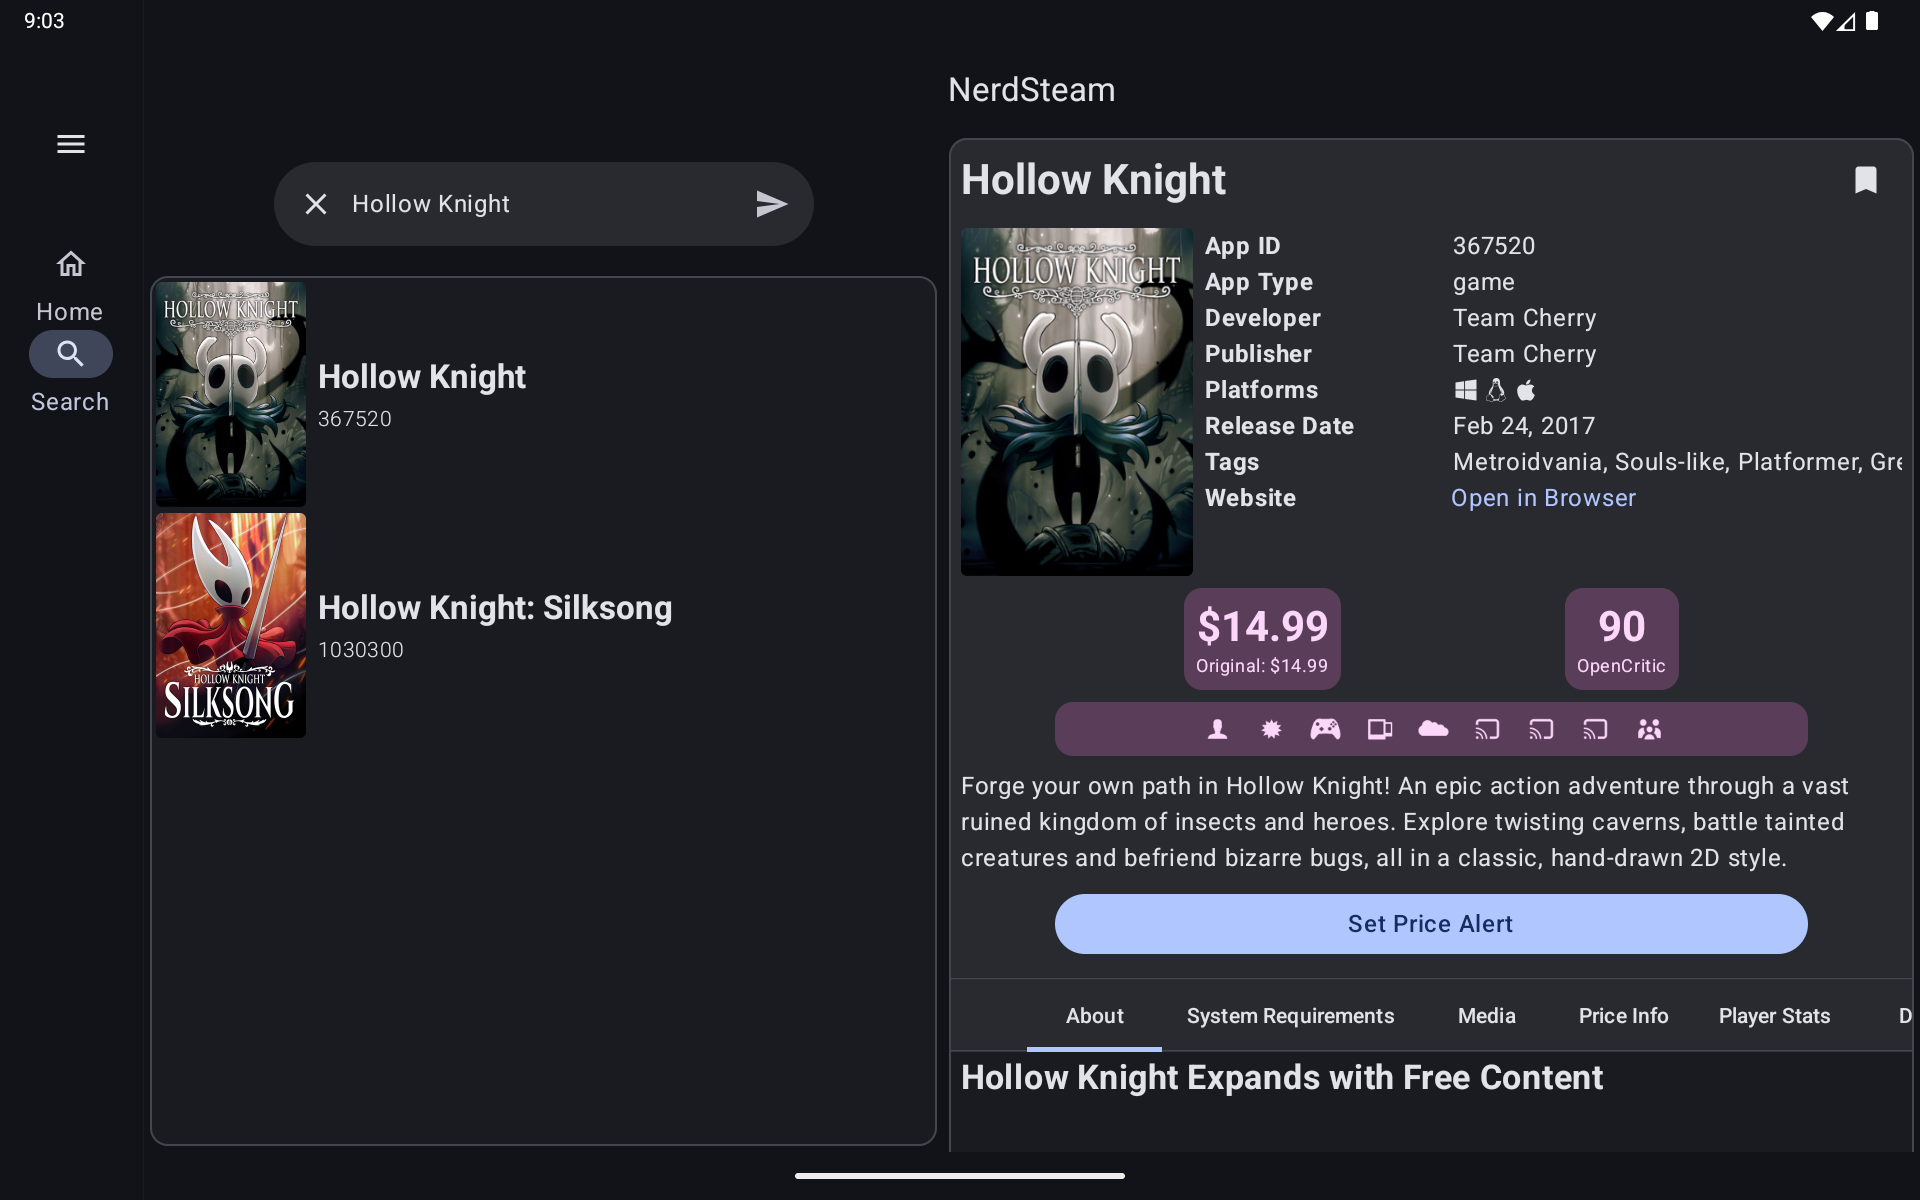 9:03
NerdSteam
Home
Search
Hollow Knight
HOLLOW KNIGHT
Hollow Knight
367520
HOLLOW KNIGHT
SILKSONG
Hollow Knight: Silksong
1030300
Hollow Knight
HOLLOW KNIGHT
App ID 367520
App Type game
Developer Team Cherry
Publisher Team Cherry
Platforms
Release Date Feb 24, 2017
Tags Metroidvania, Souls-like, Platformer, Gre
Website Open in Browser
$14.99
Original: $14.99
90
OpenCritic
Forge your own path in Hollow Knight! An epic action adventure through a vast
ruined kingdom of insects and heroes. Explore twisting caverns, battle tainted
creatures and befriend bizarre bugs, all in a classic, hand-drawn 2D style.
Set Price Alert
About System Requirements Media Price Info Player Stats D
Hollow Knight Expands with Free Content